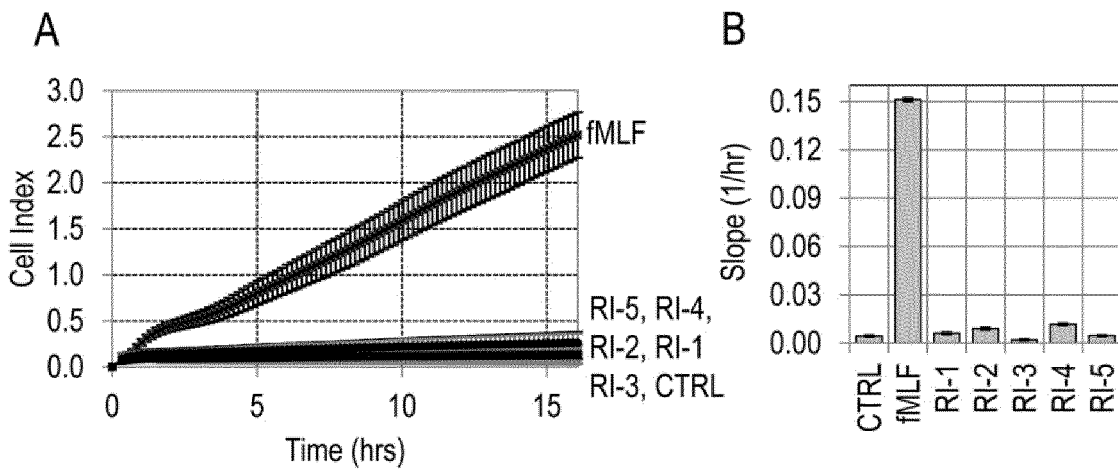 A
3.0
2.5
2.0
1.5
1.0
0.5
0.0
Cell Index
0
5
10
15
Time (hrs)
fMLF
RI-5, RI-4,
RI-2, RI-1
RI-3, CTRL
B
0.15
0.12
0.09
0.06
0.03
0.00
Slope (1/hr)
CTRL
fMLF
RI-1
RI-2
RI-3
RI-4
RI-5